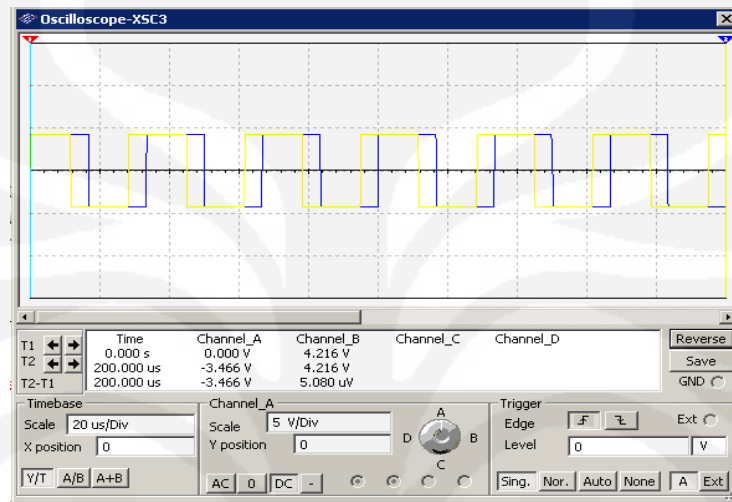 Oscilloscope-XSC3
1 2
Time Channel_A Channel_B Channel_C Channel_D
T1 0.000 s 0.000 V 4.216 V
T2 200.000 us -3.466 V 4.216 V
T2-T1 200.000 us -3.466 V 5.080 uV
Reverse
Save
GND
Timebase
Scale 20 us/Div
X position 0
Y/T A/B A+B
Channel_A
Scale 5 V/Div
Y position 0
AC 0 DC -
A
D B
C
Trigger
Edge Ext
Level 0 V
Sing. Nor. Auto None A Ext